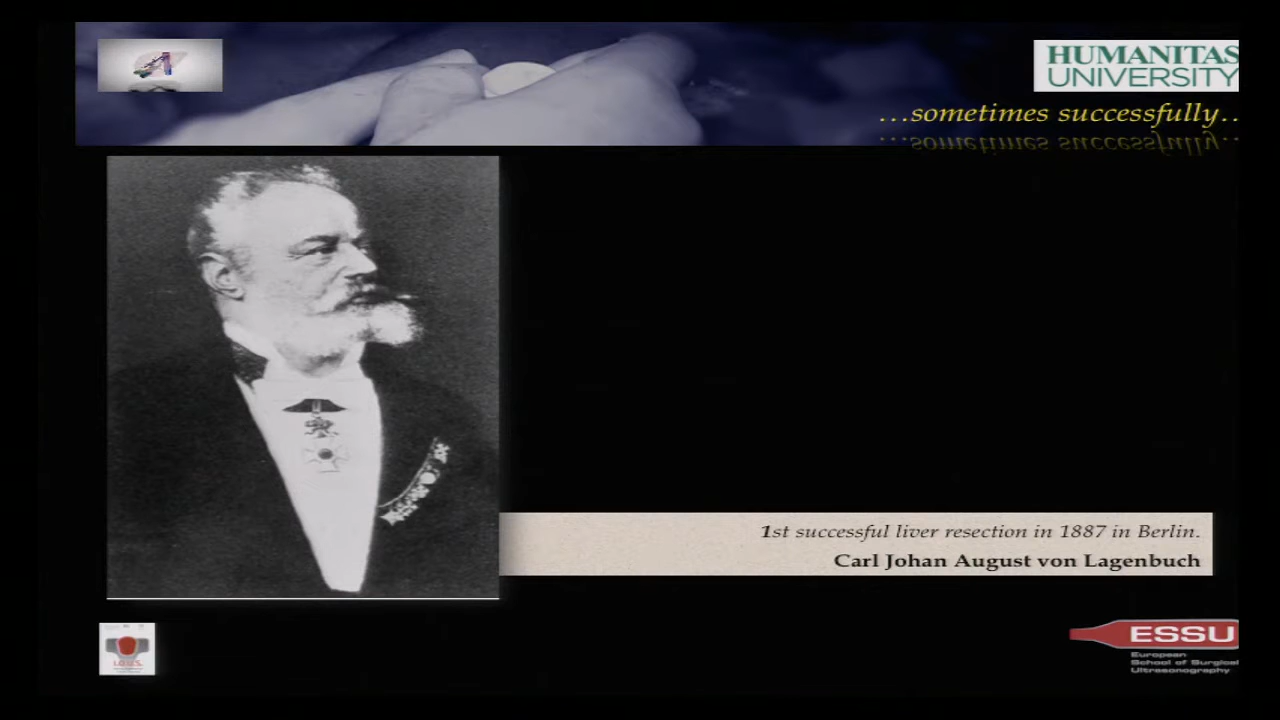 HUMANITAS
UNIVERSITY
...sometimes successfully..
1st successful liver resection in 1887 in Berlin.
Carl Johan August von Lagenbuch
I.O.U.S.
ESSU
European
School of Surgical
Ultrasonography